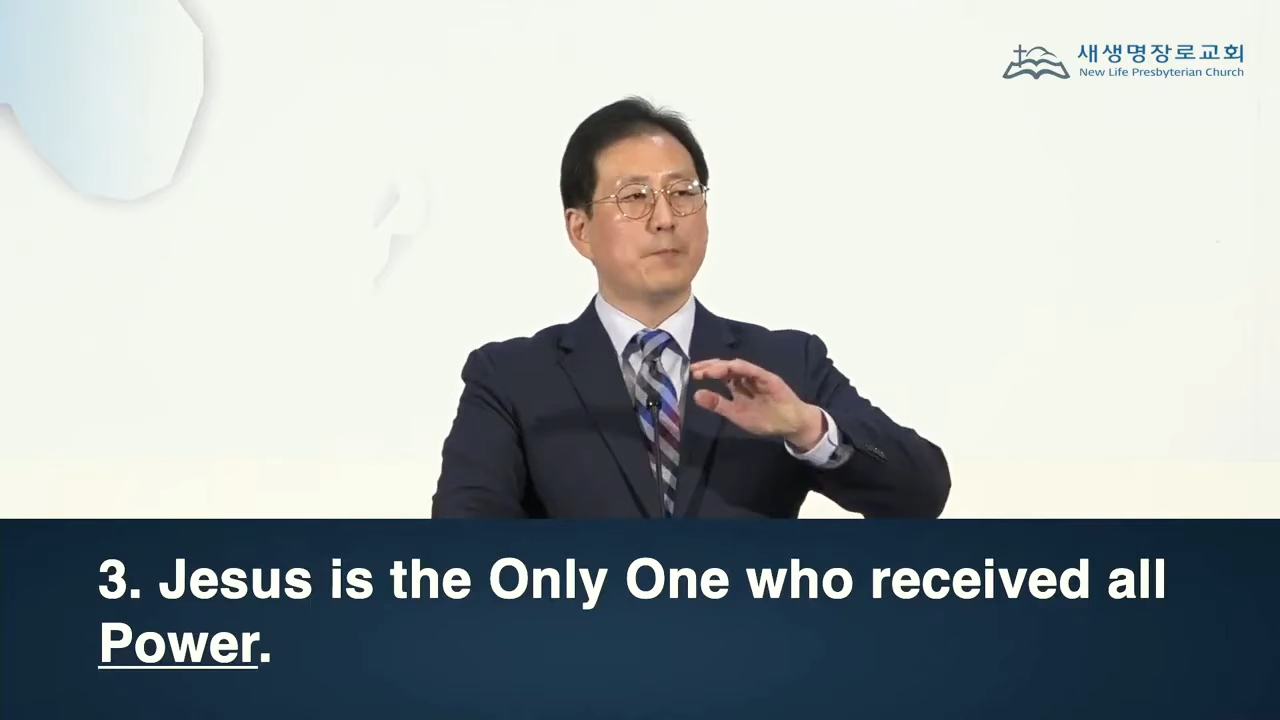 새생명장로교회
New Life Presbyterian Church
3. Jesus is the Only One who received all
Power.